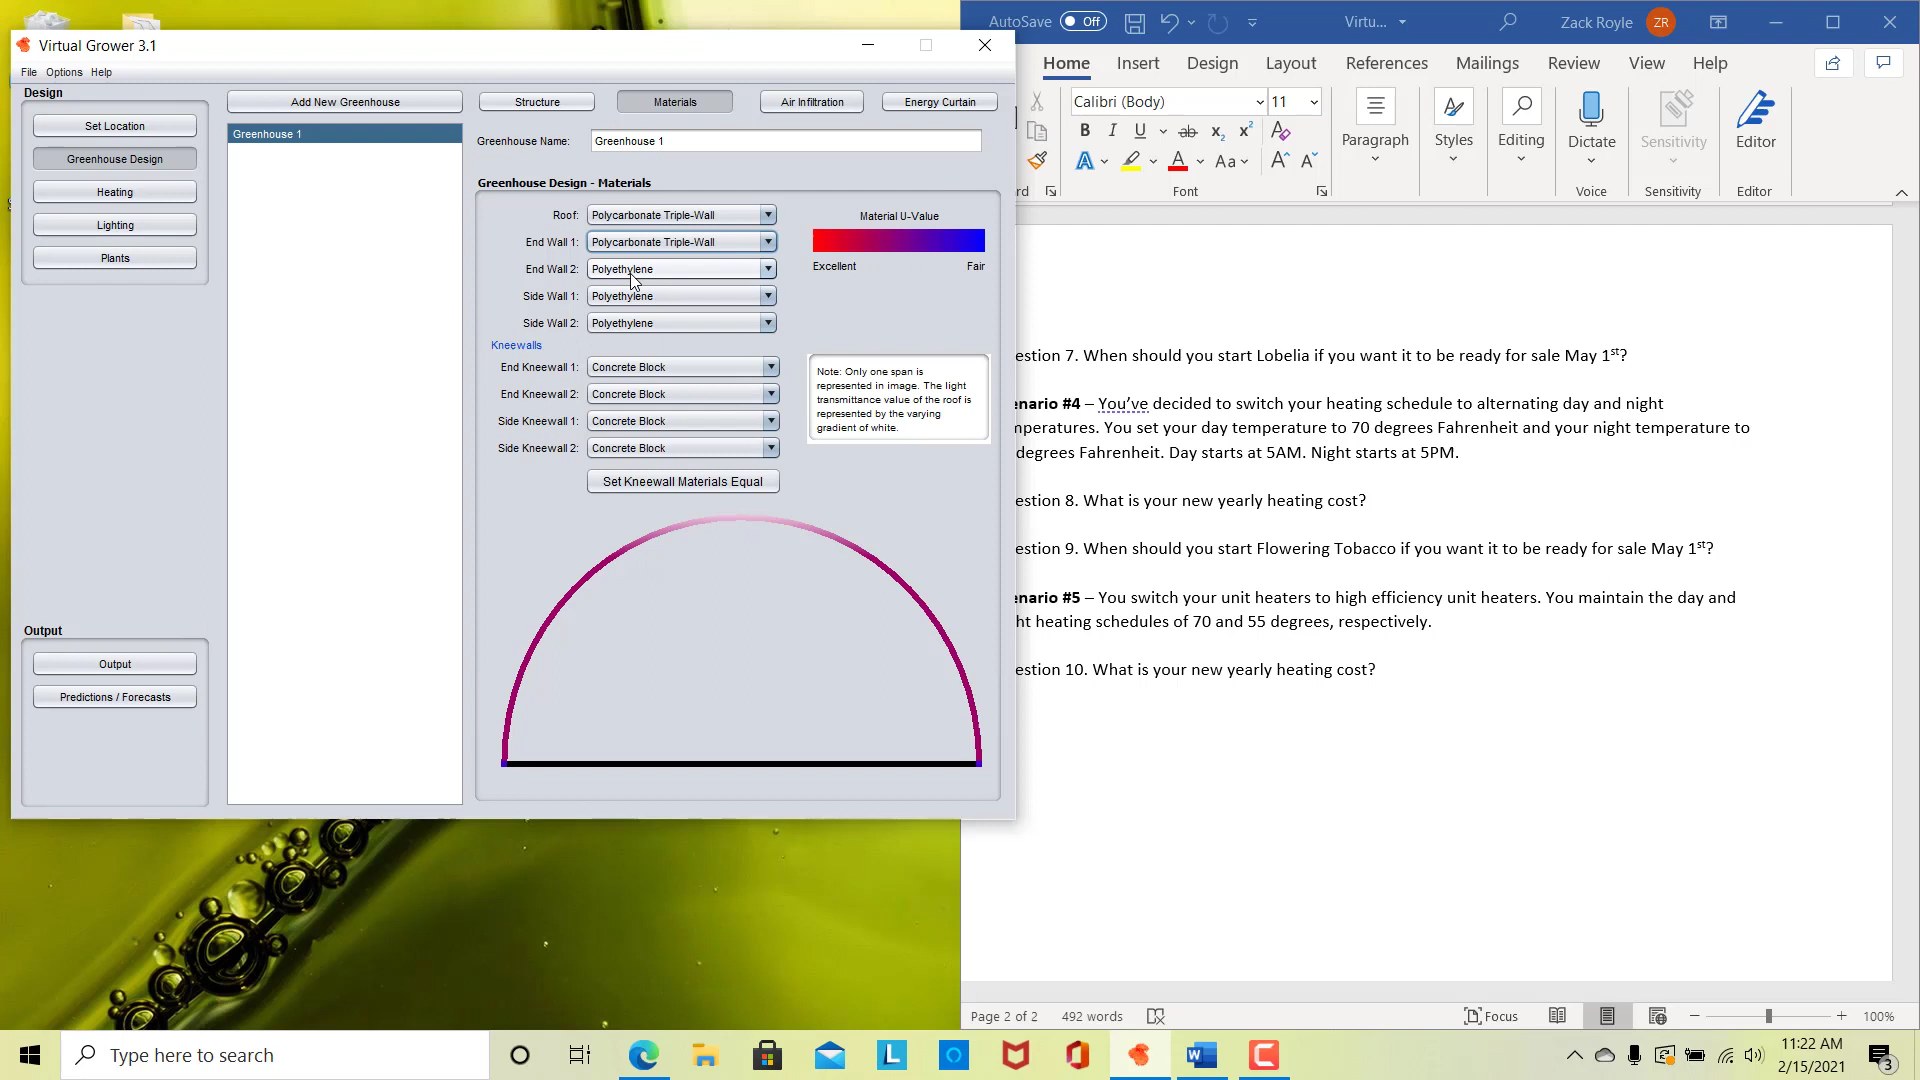 Virtual Grower 3.1
File Options Help
Design
Set Location
Greenhouse Design
Heating
Lighting
Plants
Output
Output
Predictions / Forecasts
Add New Greenhouse
Greenhouse 1
Structure
Materials
Air Infiltration
Energy Curtain
Greenhouse Name: Greenhouse 1
Greenhouse Design - Materials
Roof: Polycarbonate Triple-Wall
End Wall 1: Polycarbonate Triple-Wall
End Wall 2: Polyethylene
Side Wall 1: Polyethylene
Side Wall 2: Polyethylene
Material U-Value
Excellent Fair
Kneewalls
End Kneewall 1: Concrete Block
End Kneewall 2: Concrete Block
Side Kneewall 1: Concrete Block
Side Kneewall 2: Concrete Block
Set Kneewall Materials Equal
Note: Only one span is
represented in image. The light
transmittance value of the roof is
represented by the varying
gradient of white.
AutoSave Off Virtu... Zack Royle ZR
Home Insert Design Layout References Mailings Review View Help
Calibri (Body) 11
B I U ab x2 x2 A
A A Aa A A
Paragraph
Styles
Editing
Dictate
Sensitivity
Editor
rd Font Voice Sensitivity Editor
estion 7. When should you start Lobelia if you want it to be ready for sale May 1st?
enario #4 – You’ve decided to switch your heating schedule to alternating day and night
mperatures. You set your day temperature to 70 degrees Fahrenheit and your night temperature to
degrees Fahrenheit. Day starts at 5AM. Night starts at 5PM.
estion 8. What is your new yearly heating cost?
estion 9. When should you start Flowering Tobacco if you want it to be ready for sale May 1st?
enario #5 – You switch your unit heaters to high efficiency unit heaters. You maintain the day and
ht heating schedules of 70 and 55 degrees, respectively.
estion 10. What is your new yearly heating cost?
Page 2 of 2 492 words Focus 100%
Type here to search
L
11:22 AM
2/15/2021
3